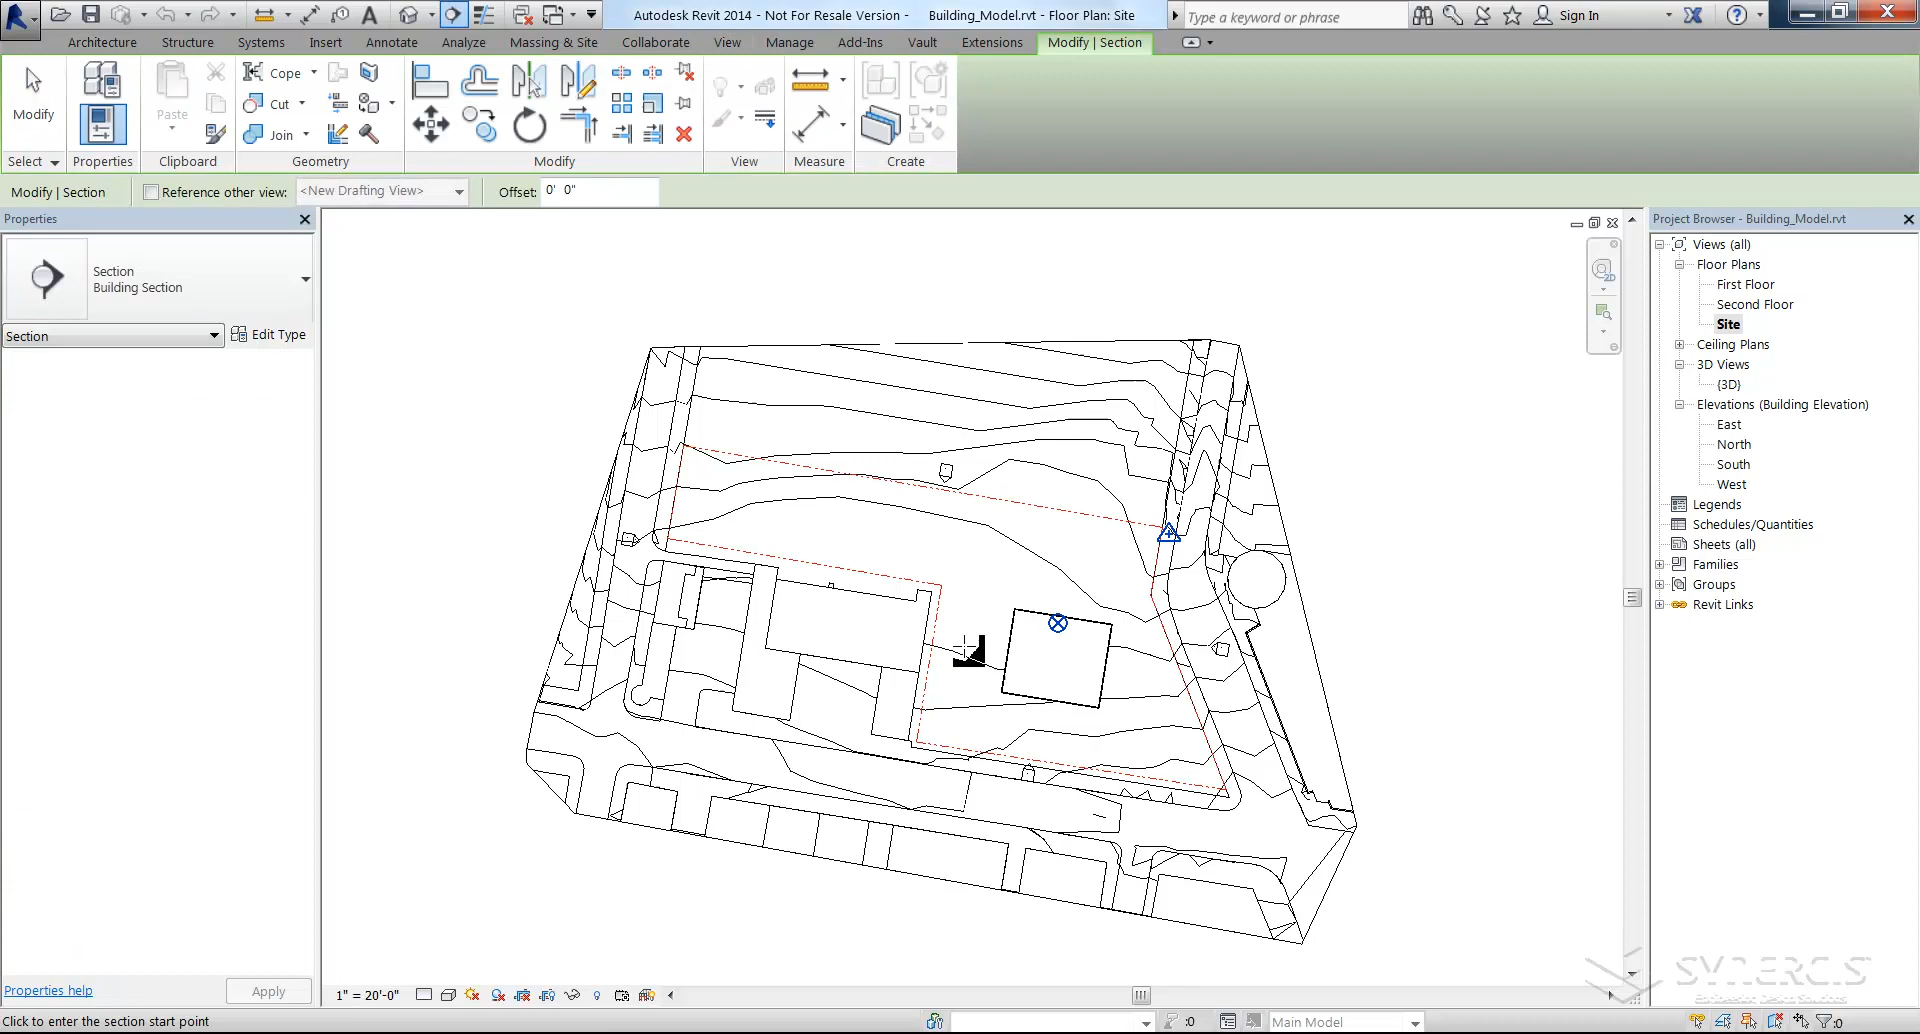 Autodesk Revit 2014 - Not For Resale Version - Building_Model.rvt - Floor Plan: Site
Type a keyword or phrase
Sign In
Architecture Structure Systems Insert Annotate Analyze Massing & Site Collaborate View Manage Add-Ins Vault Extensions Modify | Section
Modify
Paste
Cope
Cut
Join
Select Properties Clipboard Geometry Modify View Measure Create
Modify | Section Reference other view: <New Drafting View> Offset: 0' 0"
Properties
Section
Building Section
Section Edit Type
Properties help Apply
2D
1" = 20'-0"
Project Browser - Building_Model.rvt
Views (all)
Floor Plans
First Floor
Second Floor
Site
Ceiling Plans
3D Views
{3D}
Elevations (Building Elevation)
East
North
South
West
Legends
Schedules/Quantities
Sheets (all)
Families
Groups
Revit Links
SYNERGIS
Engineering Design Solutions
Click to enter the section start point
:0
Main Model
:0